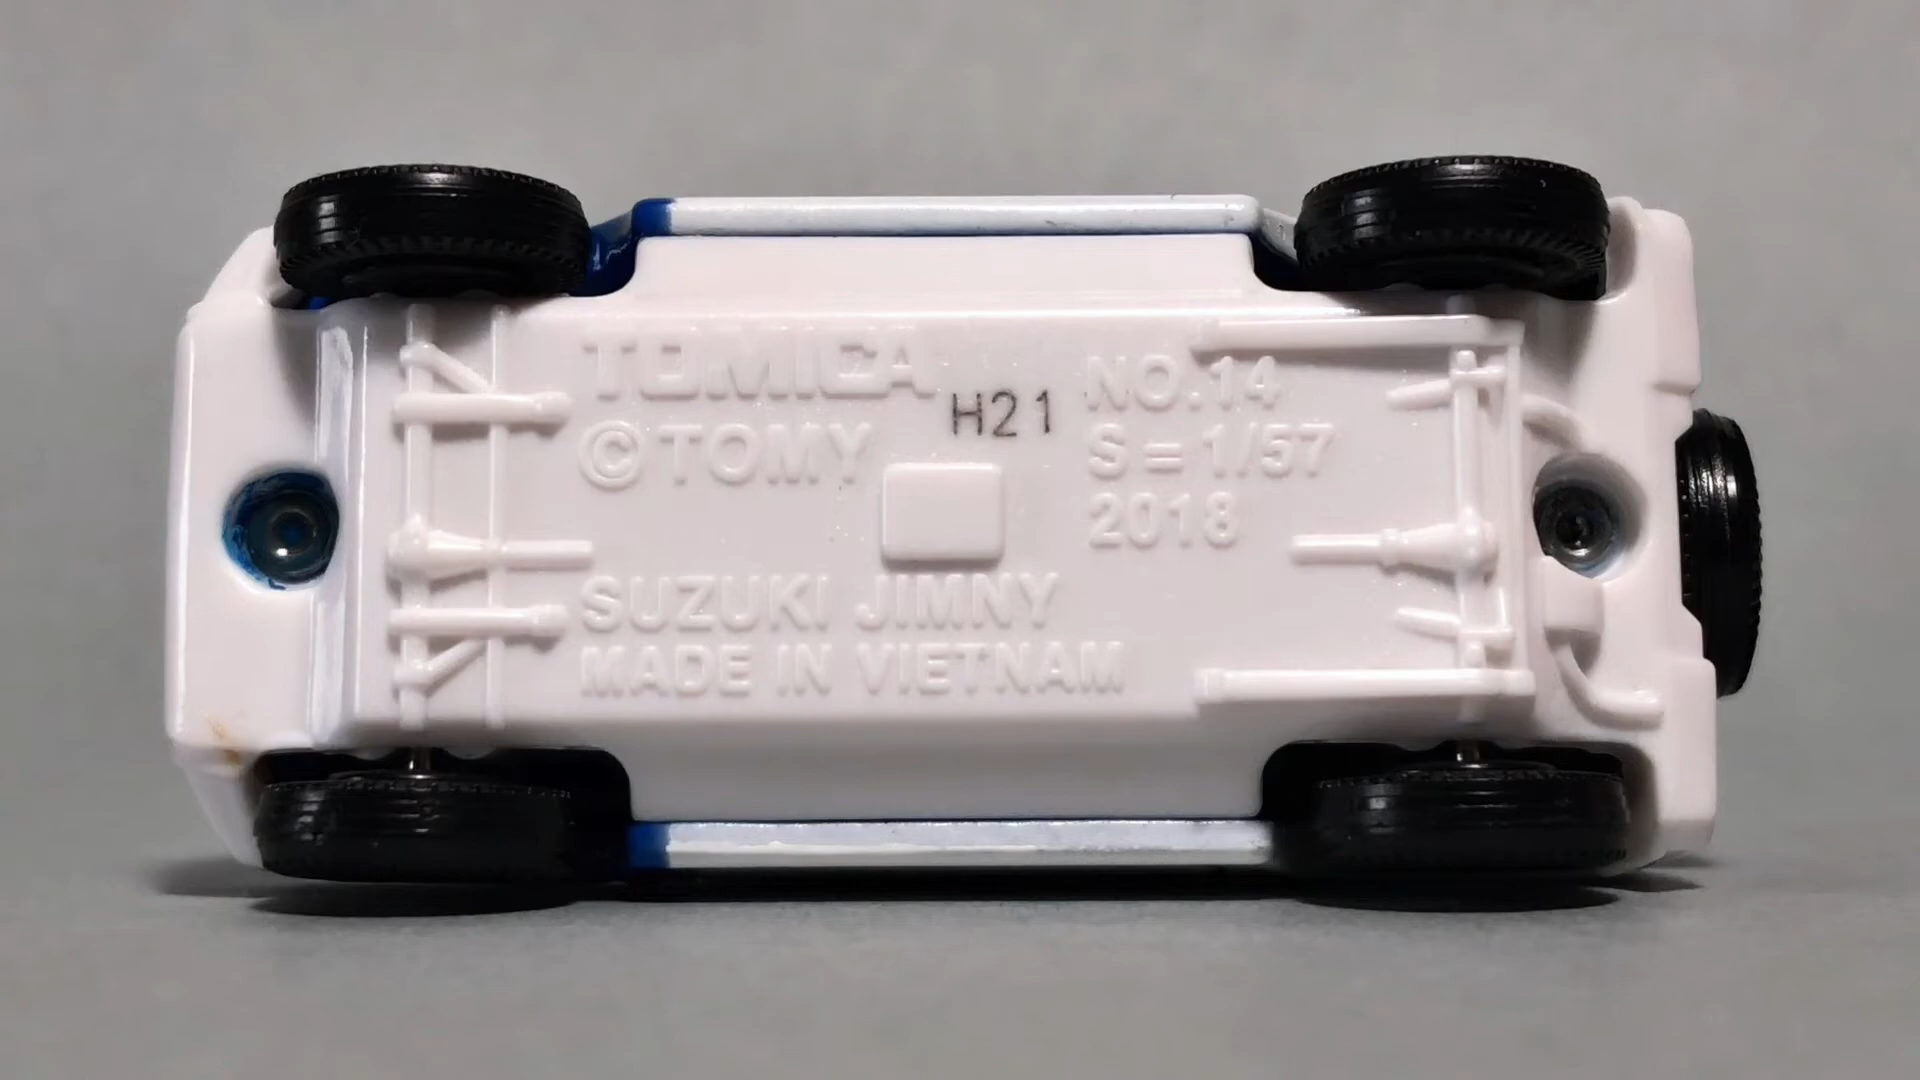 TOMICA
©TOMY
H21
NO.14
S=1/57
2018
SUZUKI JIMNY
MADE IN VIETNAM